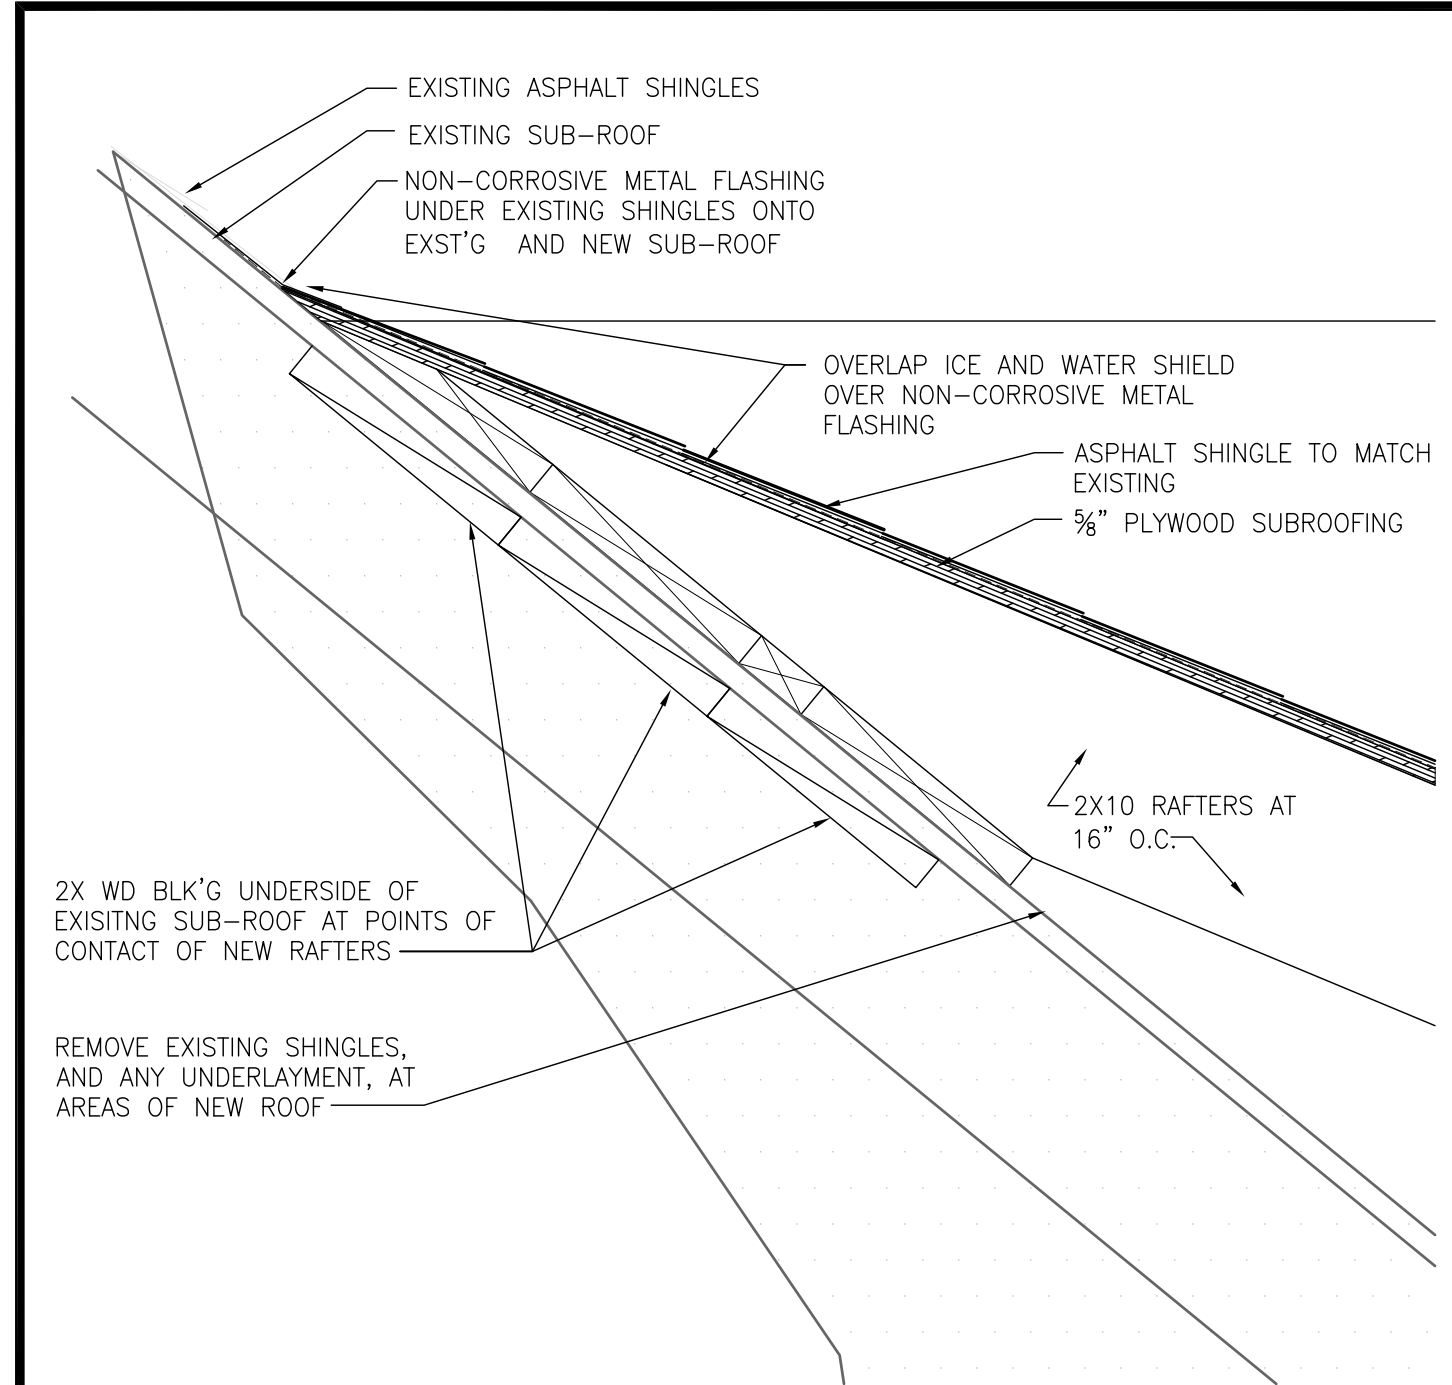 EXISTING ASPHALT SHINGLES
EXISTING SUB-ROOF
NON-CORROSIVE METAL FLASHING
UNDER EXISTING SHINGLES ONTO
EXST'G AND NEW SUB-ROOF
OVERLAP ICE AND WATER SHIELD
OVER NON-CORROSIVE METAL
FLASHING
ASPHALT SHINGLE TO MATCH
EXISTING
⅝" PLYWOOD SUBROOFING
2X10 RAFTERS AT
16" O.C.
2X WD BLK'G UNDERSIDE OF
EXISITNG SUB-ROOF AT POINTS OF
CONTACT OF NEW RAFTERS
REMOVE EXISTING SHINGLES,
AND ANY UNDERLAYMENT, AT
AREAS OF NEW ROOF